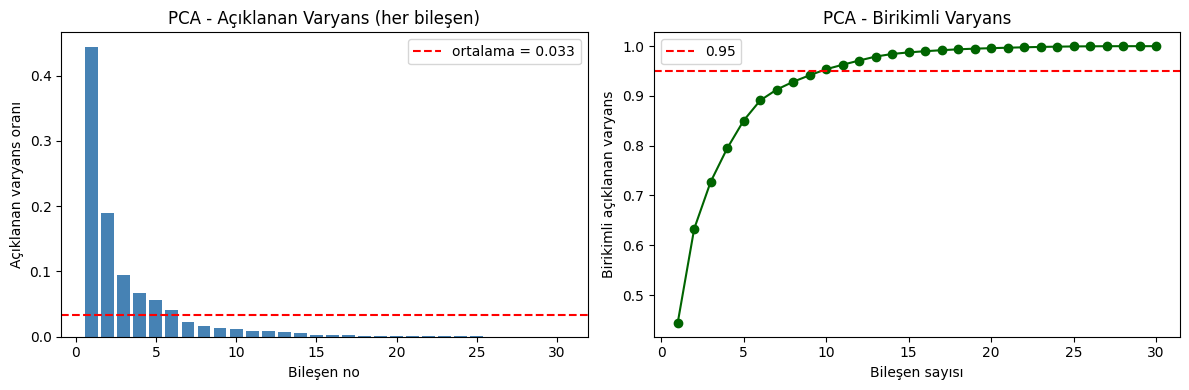 PCA - Açıklanan Varyans (her bileşen)
Açıklanan varyans oranı
0.4
0.3
0.2
0.1
0.0
ortalama = 0.033
0 5 10 15 20 25 30
Bileşen no
PCA - Birikimli Varyans
Birikimli açıklanan varyans
1.0
0.9
0.8
0.7
0.6
0.5
0.95
0 5 10 15 20 25 30
Bileşen sayısı